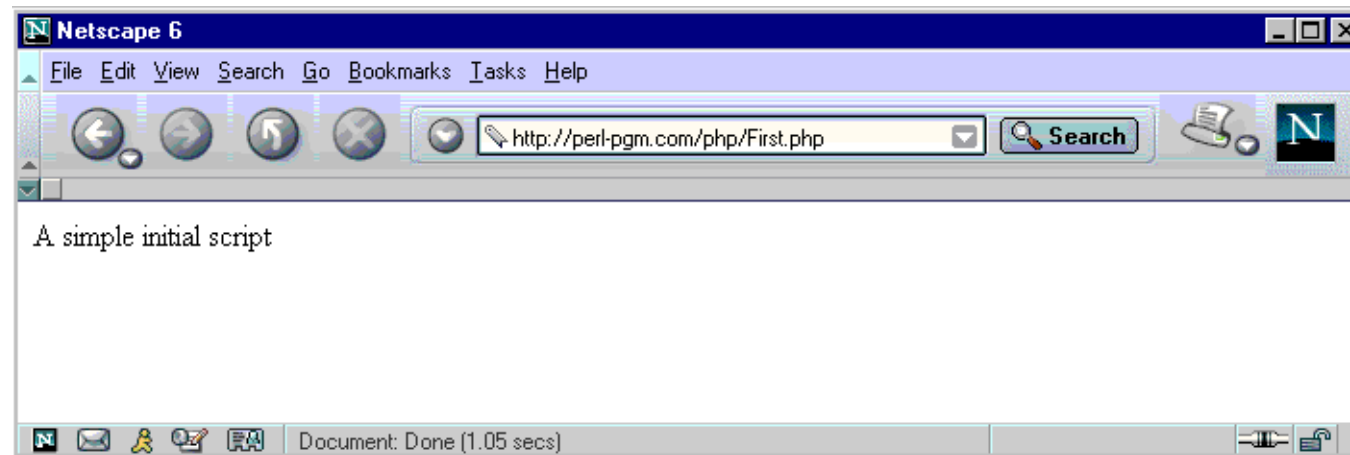 N Netscape 6
File Edit View Search Go Bookmarks Tasks Help
http://perl-pgm.com/php/First.php Search N
A simple initial script
N Document: Done (1.05 secs)